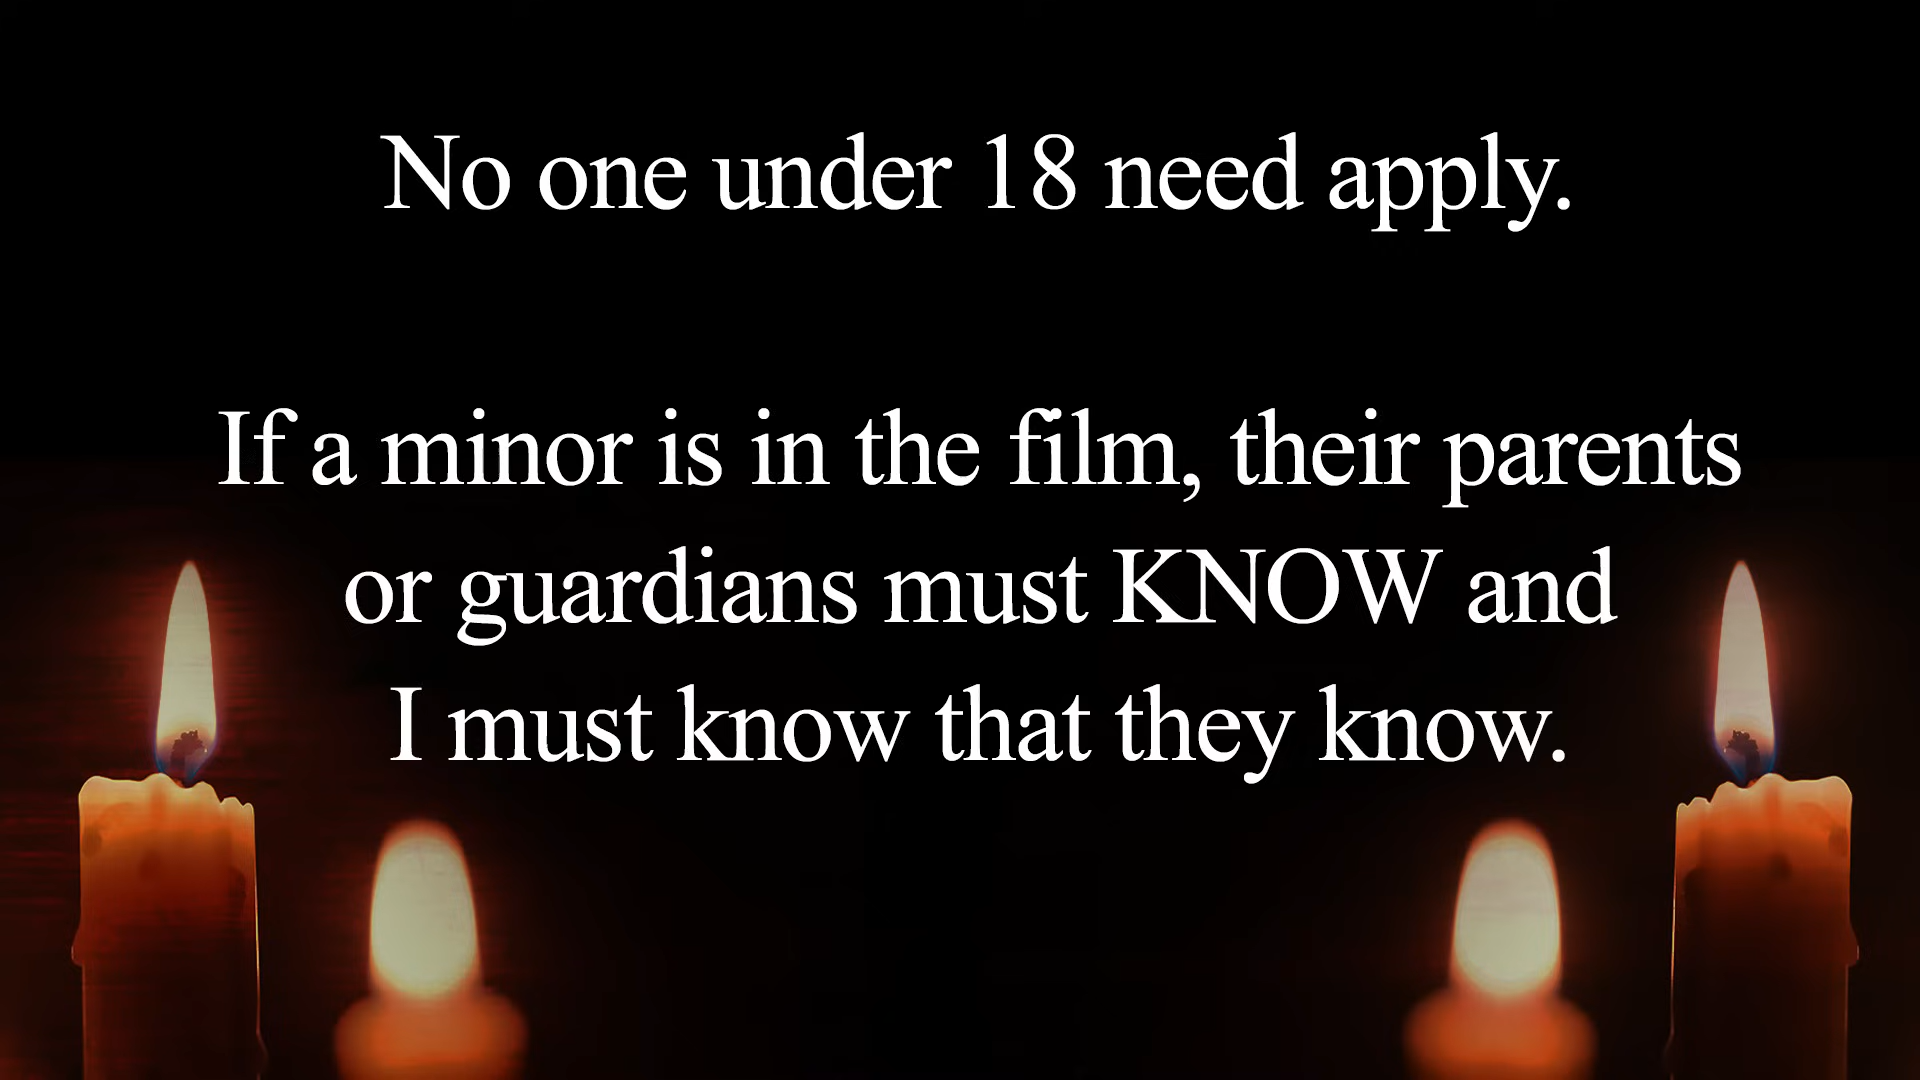 No one under 18 need apply.
If a minor is in the film, their parents
or guardians must KNOW and
I must know that they know.